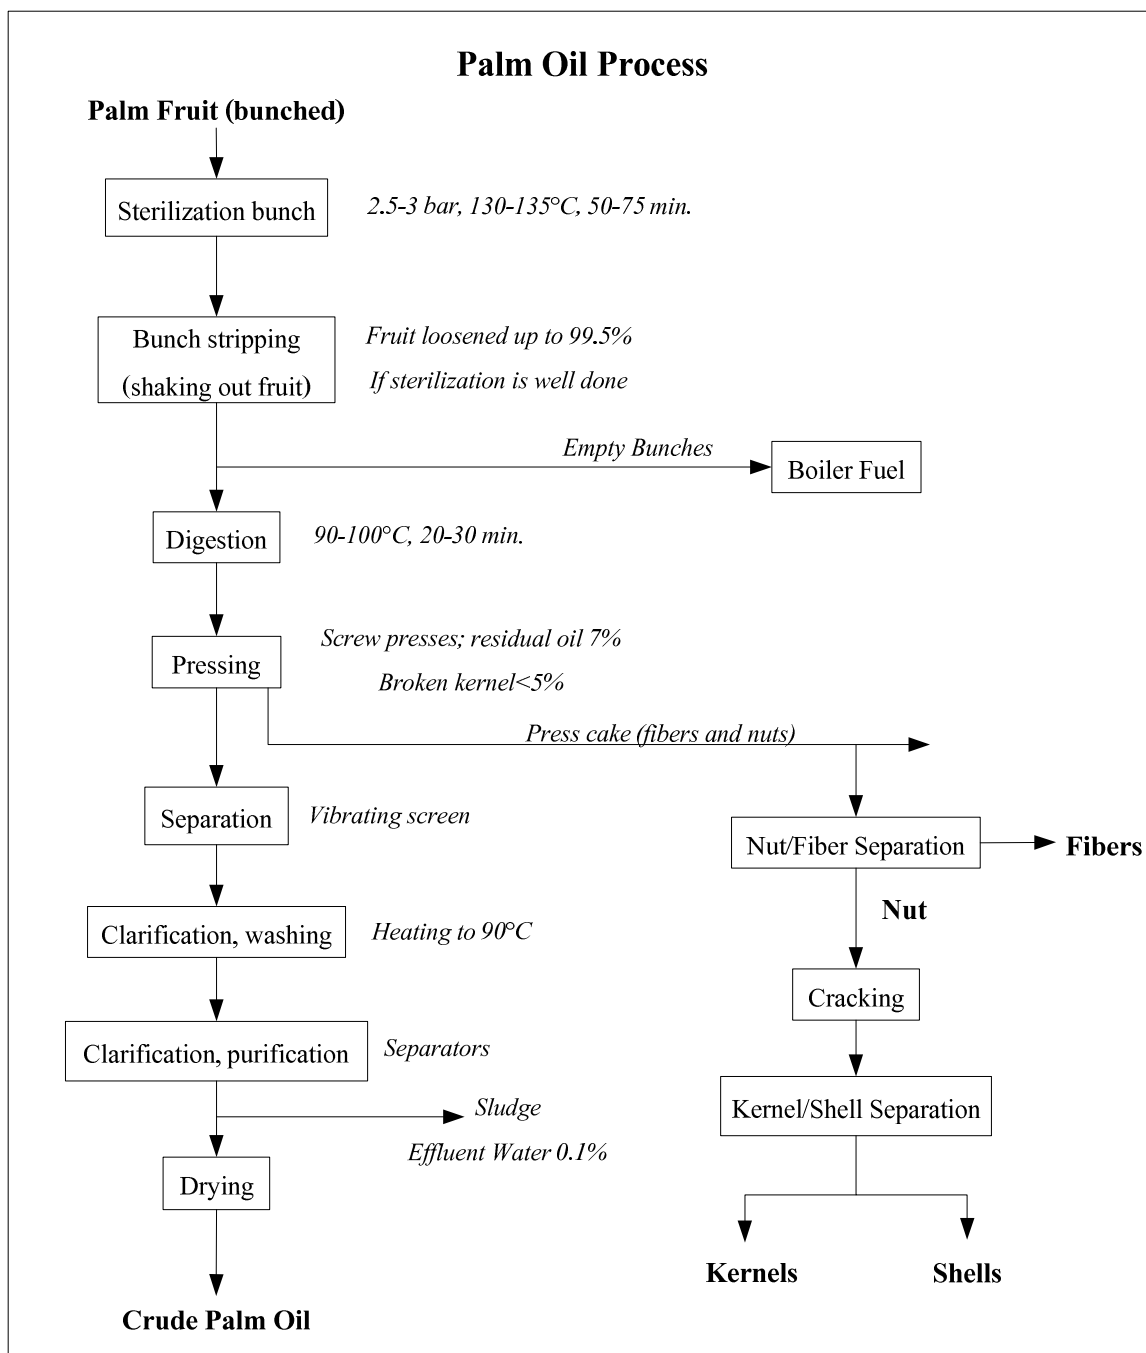 Palm Oil Process
Palm Fruit (bunched)
Sterilization bunch
2.5-3 bar, 130-135°C, 50-75 min.
Bunch stripping
(shaking out fruit)
Fruit loosened up to 99.5%
If sterilization is well done
Empty Bunches
Boiler Fuel
Digestion
90-100°C, 20-30 min.
Pressing
Screw presses; residual oil 7%
Broken kernel<5%
Press cake (fibers and nuts)
Separation
Vibrating screen
Nut/Fiber Separation
Fibers
Nut
Clarification, washing
Heating to 90°C
Cracking
Clarification, purification
Separators
Kernel/Shell Separation
Sludge
Effluent Water 0.1%
Drying
Kernels
Shells
Crude Palm Oil